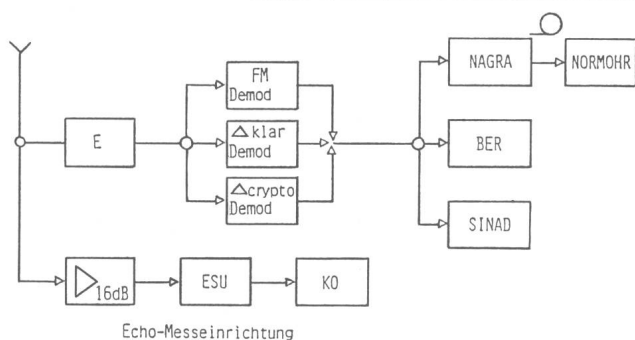 FM
Demod
NAGRA
NORMOHR
E
△klar
Demod
BER
△crypto
Demod
SINAD
16dB
ESU
KO
Echo-Messeinrichtung